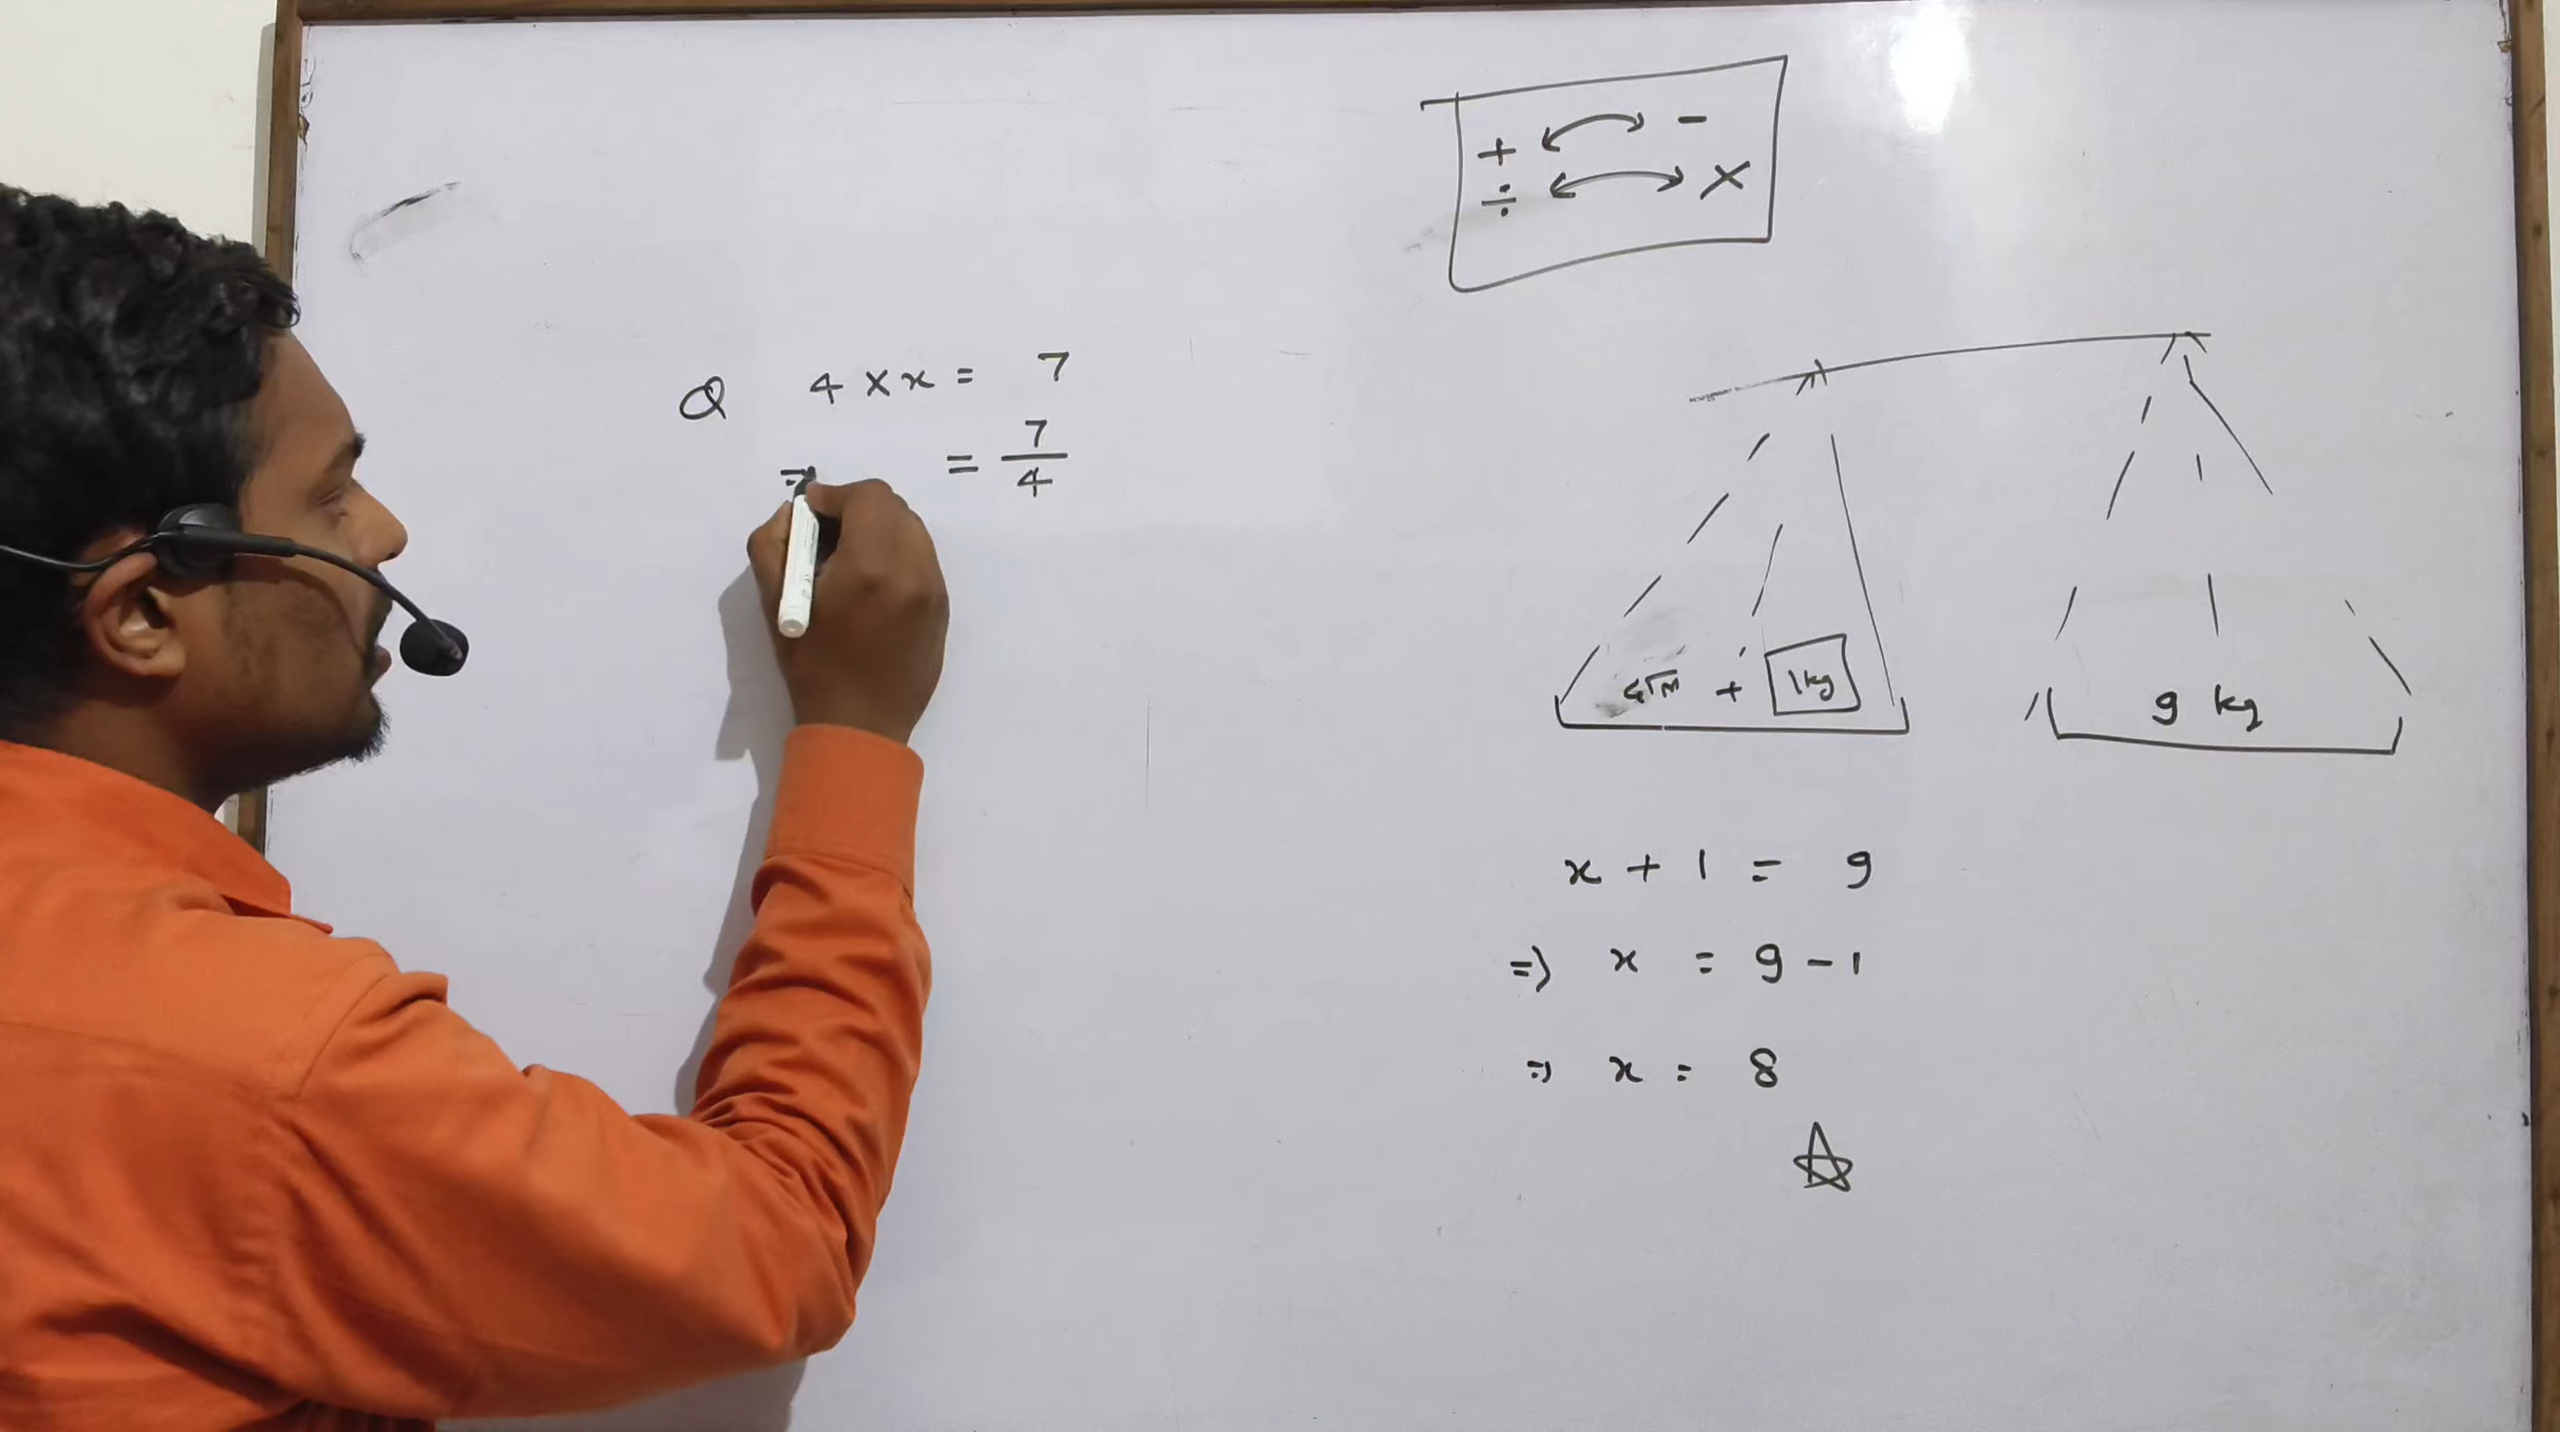 + ↔ -
÷ ↔ ×
Q 4 × x = 7
⇒ = 7/4
+ 1kg
9 kg
x + 1 = 9
⇒ x = 9 - 1
⇒ x = 8